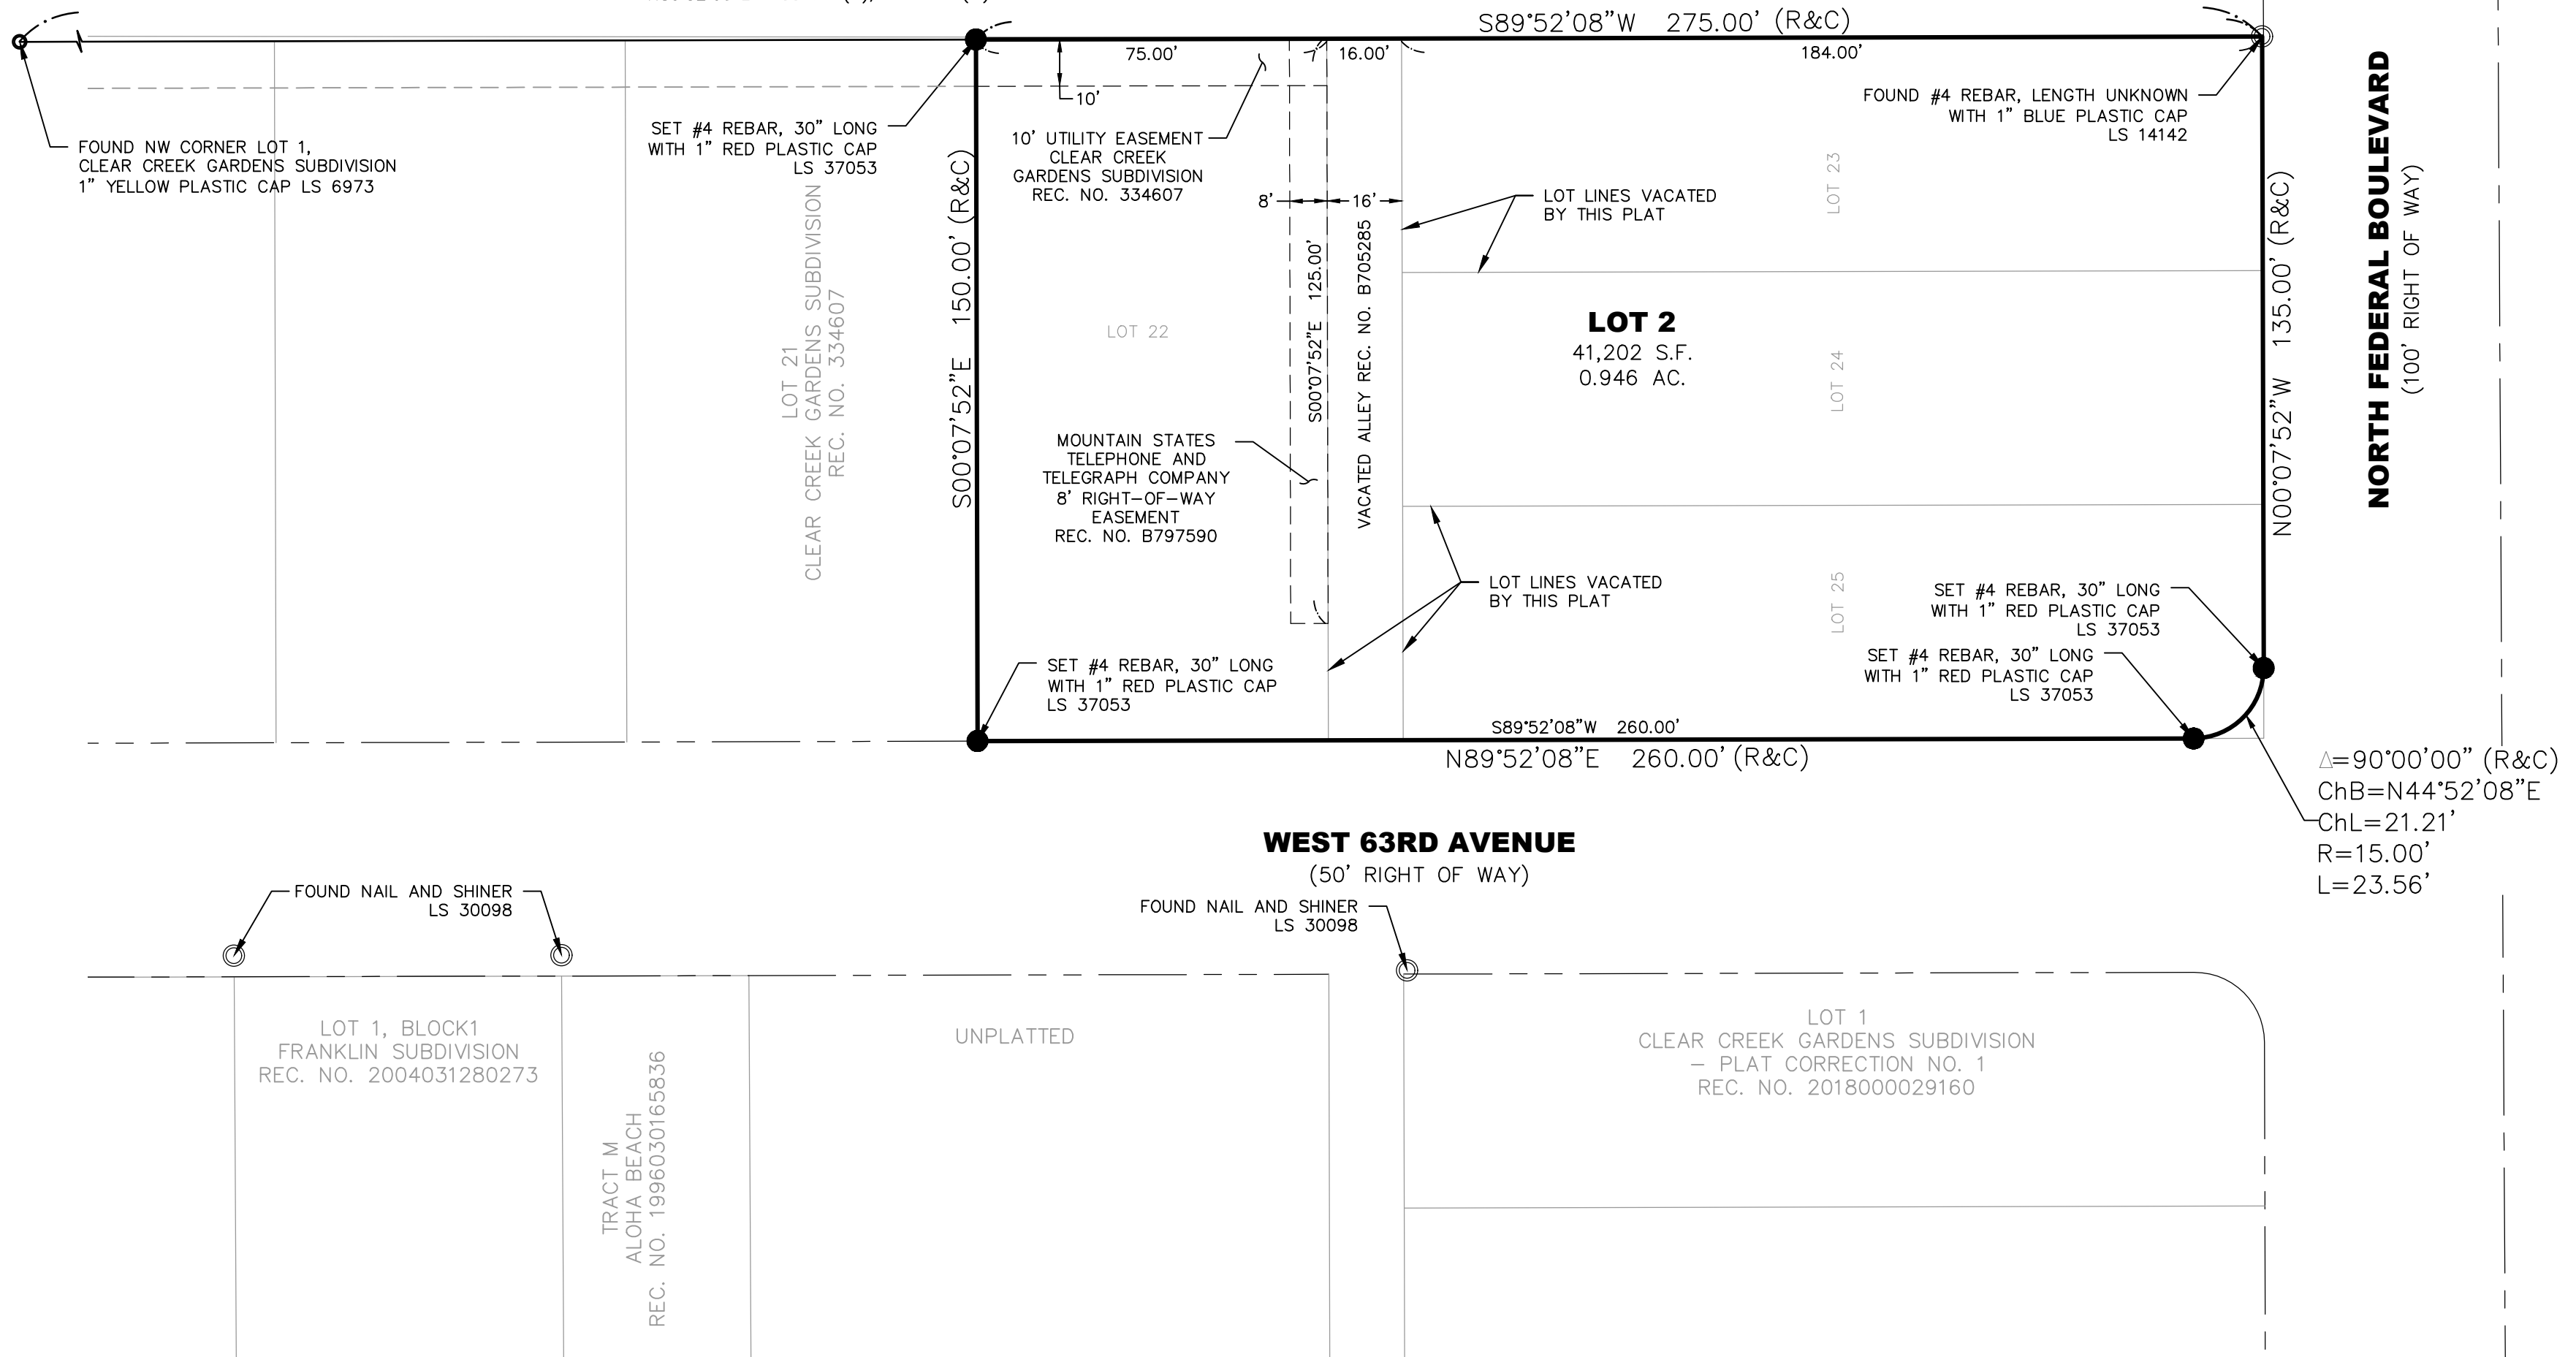 S89°52'08"W 275.00' (R&C)
75.00'
16.00'
184.00'
10'
FOUND NW CORNER LOT 1,
CLEAR CREEK GARDENS SUBDIVISION
1" YELLOW PLASTIC CAP LS 6973
SET #4 REBAR, 30" LONG
WITH 1" RED PLASTIC CAP
LS 37053
10' UTILITY EASEMENT
CLEAR CREEK
GARDENS SUBDIVISION
REC. NO. 334607
FOUND #4 REBAR, LENGTH UNKNOWN
WITH 1" BLUE PLASTIC CAP
LS 14142
8'
16'
LOT LINES VACATED
BY THIS PLAT
LOT 21
CLEAR CREEK GARDENS SUBDIVISION
REC. NO. 334607
S00°07'52"E 150.00' (R&C)
LOT 22
S00°07'52"E 125.00'
VACATED ALLEY REC. NO. B705285
LOT 2
41,202 S.F.
0.946 AC.
LOT 23
LOT 24
LOT 25
N00°07'52"W 135.00' (R&C)
NORTH FEDERAL BOULEVARD
(100' RIGHT OF WAY)
MOUNTAIN STATES
TELEPHONE AND
TELEGRAPH COMPANY
8' RIGHT-OF-WAY
EASEMENT
REC. NO. B797590
LOT LINES VACATED
BY THIS PLAT
SET #4 REBAR, 30" LONG
WITH 1" RED PLASTIC CAP
LS 37053
SET #4 REBAR, 30" LONG
WITH 1" RED PLASTIC CAP
LS 37053
SET #4 REBAR, 30" LONG
WITH 1" RED PLASTIC CAP
LS 37053
S89°52'08"W 260.00'
N89°52'08"E 260.00' (R&C)
Δ=90°00'00" (R&C)
ChB=N44°52'08"E
ChL=21.21'
R=15.00'
L=23.56'
WEST 63RD AVENUE
(50' RIGHT OF WAY)
FOUND NAIL AND SHINER
LS 30098
FOUND NAIL AND SHINER
LS 30098
LOT 1, BLOCK1
FRANKLIN SUBDIVISION
REC. NO. 2004031280273
TRACT M
ALOHA BEACH
REC. NO. 1996030165836
UNPLATTED
LOT 1
CLEAR CREEK GARDENS SUBDIVISION
– PLAT CORRECTION NO. 1
REC. NO. 2018000029160